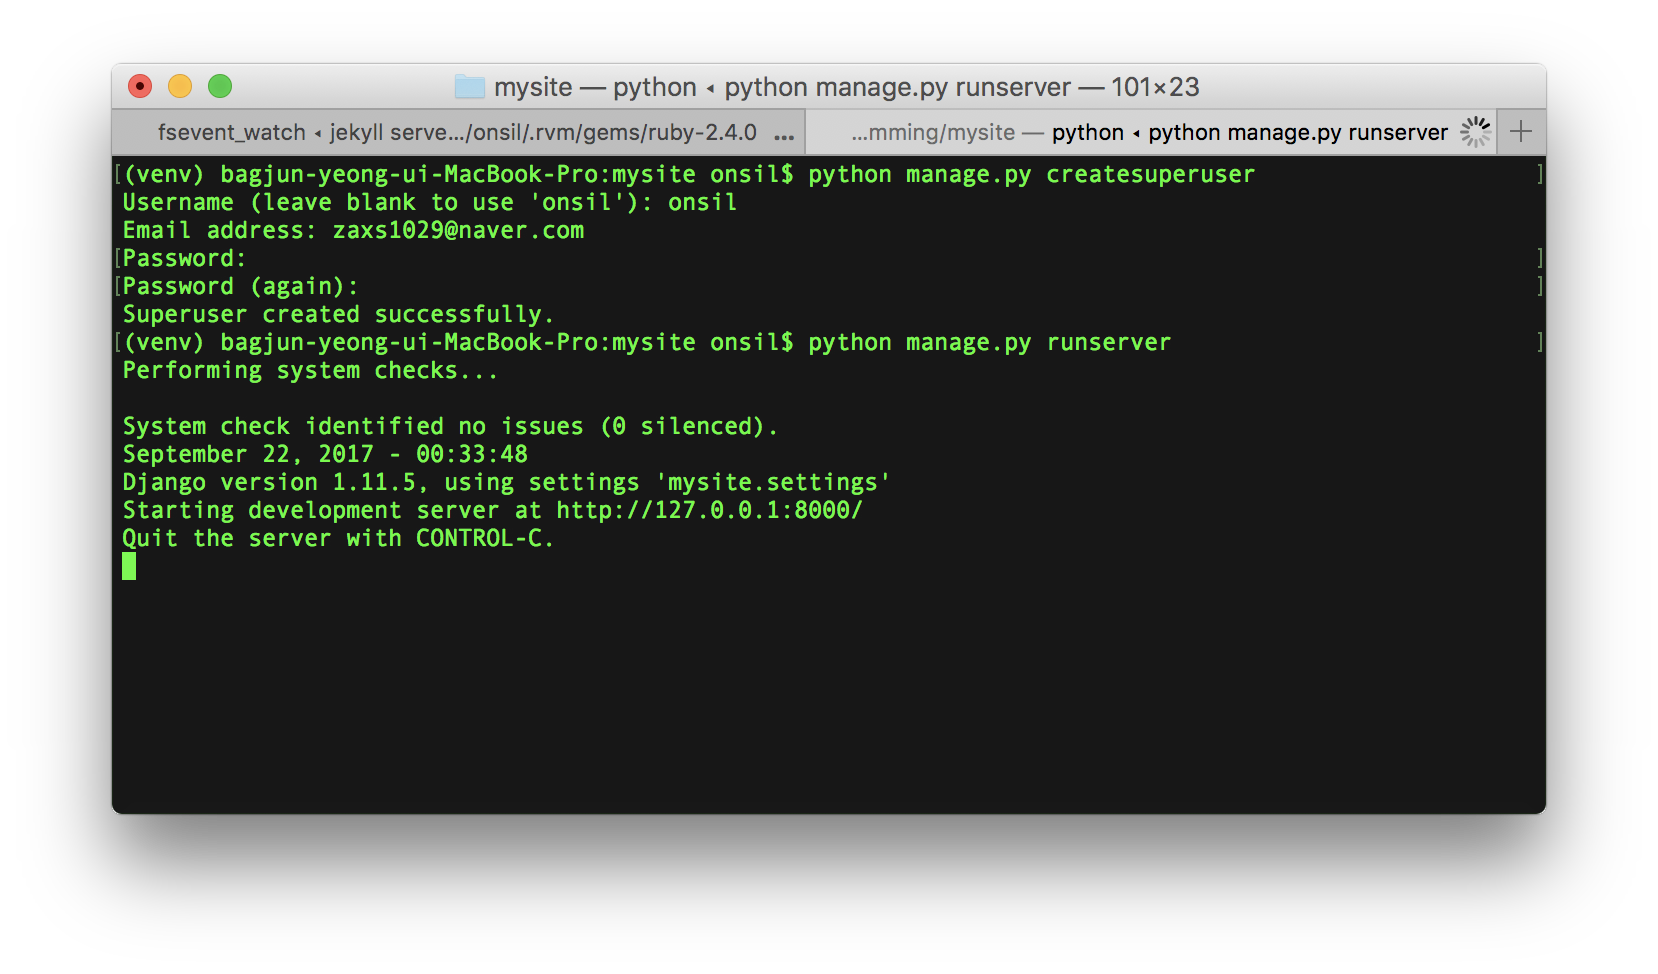 mysite — python ◂ python manage.py runserver — 101×23
fsevent_watch ◂ jekyll serve…/onsil/.rvm/gems/ruby-2.4.0 …
…mming/mysite — python ◂ python manage.py runserver
[(venv) bagjun-yeong-ui-MacBook-Pro:mysite onsil$ python manage.py createsuperuser ]
Username (leave blank to use 'onsil'): onsil
Email address: zaxs1029@naver.com
[Password: ]
[Password (again): ]
Superuser created successfully.
[(venv) bagjun-yeong-ui-MacBook-Pro:mysite onsil$ python manage.py runserver ]
Performing system checks...
System check identified no issues (0 silenced).
September 22, 2017 - 00:33:48
Django version 1.11.5, using settings 'mysite.settings'
Starting development server at http://127.0.0.1:8000/
Quit the server with CONTROL-C.